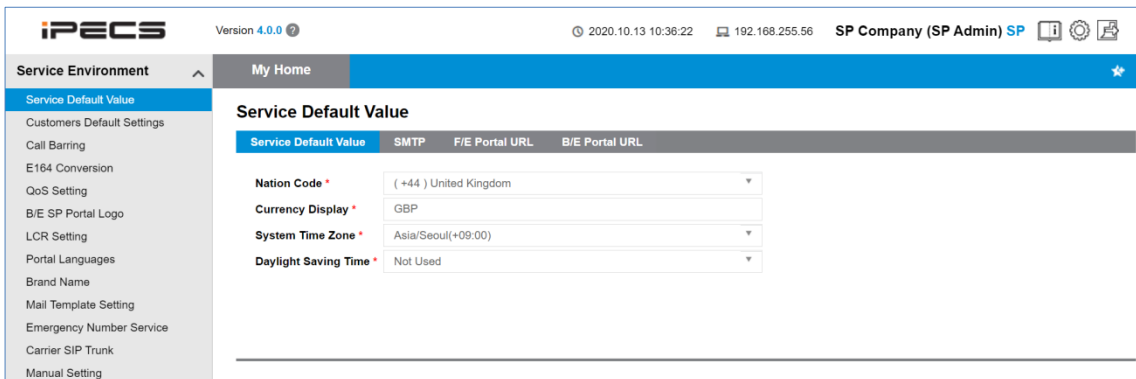 iPECS
Version 4.0.0 ?
2020.10.13 10:36:22
192.168.255.56
SP Company (SP Admin) SP
Service Environment
My Home
Service Default Value
Customers Default Settings
Call Barring
E164 Conversion
QoS Setting
B/E SP Portal Logo
LCR Setting
Portal Languages
Brand Name
Mail Template Setting
Emergency Number Service
Carrier SIP Trunk
Manual Setting
Service Default Value
Service Default Value SMTP F/E Portal URL B/E Portal URL
Nation Code * ( +44 ) United Kingdom
Currency Display * GBP
System Time Zone * Asia/Seoul(+09:00)
Daylight Saving Time * Not Used